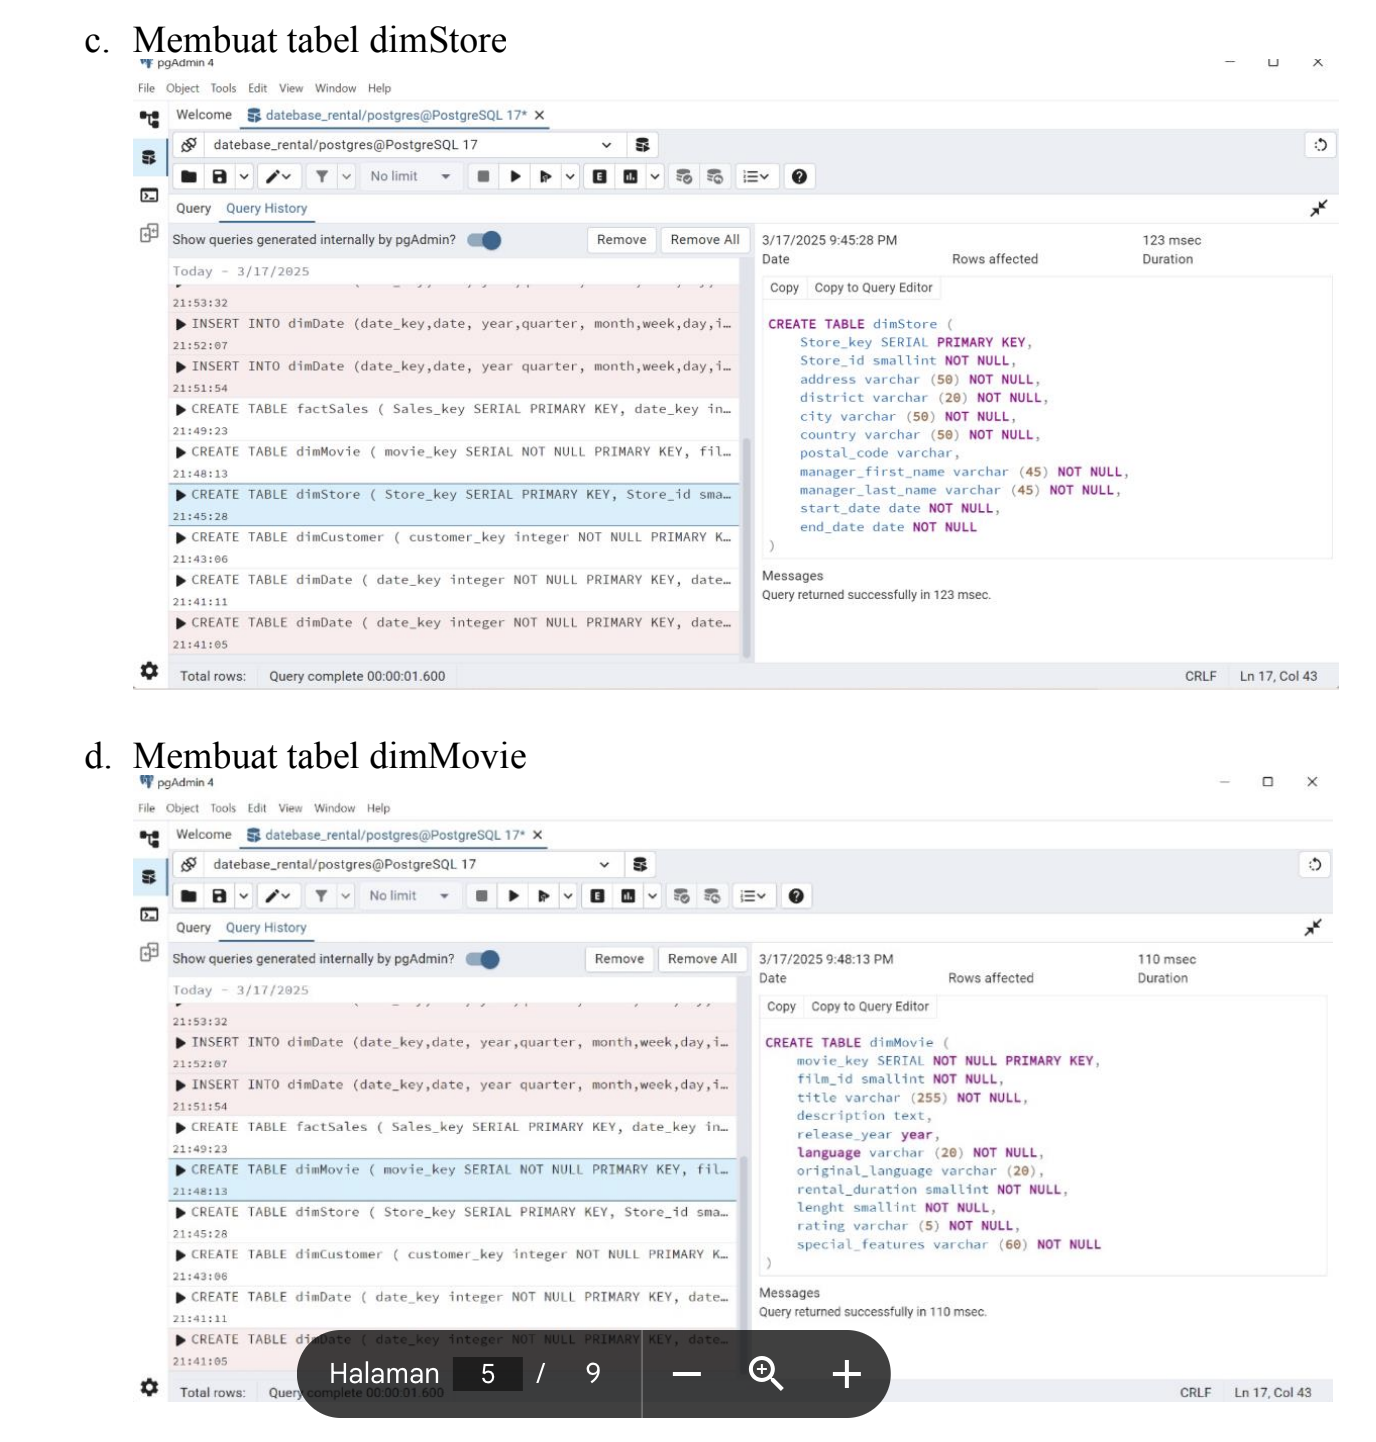 c. Membuat tabel dimStore
pgAdmin 4
File Object Tools Edit View Window Help
Welcome datebase_rental/postgres@PostgreSQL 17* X
datebase_rental/postgres@PostgreSQL 17
No limit
Query Query History
Show queries generated internally by pgAdmin? Remove Remove All
Today - 3/17/2025
21:53:32
INSERT INTO dimDate (date_key,date, year,quarter, month,week,day,i…
21:52:07
INSERT INTO dimDate (date_key,date, year quarter, month,week,day,i…
21:51:54
CREATE TABLE factSales ( Sales_key SERIAL PRIMARY KEY, date_key in…
21:49:23
CREATE TABLE dimMovie ( movie_key SERIAL NOT NULL PRIMARY KEY, fil…
21:48:13
CREATE TABLE dimStore ( Store_key SERIAL PRIMARY KEY, Store_id sma…
21:45:28
CREATE TABLE dimCustomer ( customer_key integer NOT NULL PRIMARY K…
21:43:06
CREATE TABLE dimDate ( date_key integer NOT NULL PRIMARY KEY, date…
21:41:11
CREATE TABLE dimDate ( date_key integer NOT NULL PRIMARY KEY, date…
21:41:05
3/17/2025 9:45:28 PM 123 msec
Date Rows affected Duration
Copy Copy to Query Editor
CREATE TABLE dimStore (
Store_key SERIAL PRIMARY KEY,
Store_id smallint NOT NULL,
address varchar (50) NOT NULL,
district varchar (20) NOT NULL,
city varchar (50) NOT NULL,
country varchar (50) NOT NULL,
postal_code varchar,
manager_first_name varchar (45) NOT NULL,
manager_last_name varchar (45) NOT NULL,
start_date date NOT NULL,
end_date date NOT NULL
)
Messages
Query returned successfully in 123 msec.
Total rows: Query complete 00:00:01.600 CRLF Ln 17, Col 43
d. Membuat tabel dimMovie
pgAdmin 4
File Object Tools Edit View Window Help
Welcome datebase_rental/postgres@PostgreSQL 17* X
datebase_rental/postgres@PostgreSQL 17
No limit
Query Query History
Show queries generated internally by pgAdmin? Remove Remove All
Today - 3/17/2025
21:53:32
INSERT INTO dimDate (date_key,date, year,quarter, month,week,day,i…
21:52:07
INSERT INTO dimDate (date_key,date, year quarter, month,week,day,i…
21:51:54
CREATE TABLE factSales ( Sales_key SERIAL PRIMARY KEY, date_key in…
21:49:23
CREATE TABLE dimMovie ( movie_key SERIAL NOT NULL PRIMARY KEY, fil…
21:48:13
CREATE TABLE dimStore ( Store_key SERIAL PRIMARY KEY, Store_id sma…
21:45:28
CREATE TABLE dimCustomer ( customer_key integer NOT NULL PRIMARY K…
21:43:06
CREATE TABLE dimDate ( date_key integer NOT NULL PRIMARY KEY, date…
21:41:11
CREATE TABLE dimDate ( date_key integer NOT NULL PRIMARY KEY, date…
21:41:05
3/17/2025 9:48:13 PM 110 msec
Date Rows affected Duration
Copy Copy to Query Editor
CREATE TABLE dimMovie (
movie_key SERIAL NOT NULL PRIMARY KEY,
film_id smallint NOT NULL,
title varchar (255) NOT NULL,
description text,
release_year year,
language varchar (20) NOT NULL,
original_language varchar (20),
rental_duration smallint NOT NULL,
lenght smallint NOT NULL,
rating varchar (5) NOT NULL,
special_features varchar (60) NOT NULL
)
Messages
Query returned successfully in 110 msec.
Halaman 5 / 9
Total rows: Query complete 00:00:01.600 CRLF Ln 17, Col 43